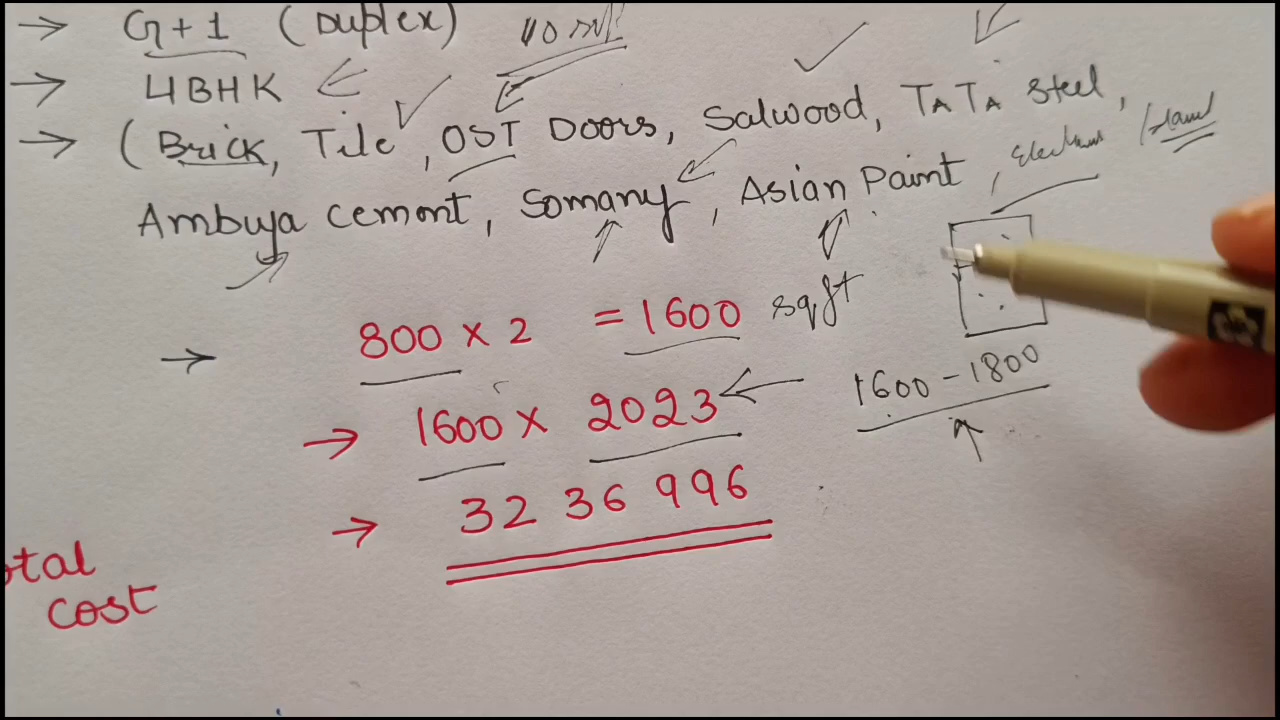 → G+1 (Duplex)
→ 4BHK
→ (Brick, Tile, OST Doors, Salwood, TATA Steel,
Ambuja cement, Somany, Asian Paint,
→ 800 x 2 = 1600 sqft
→ 1600 x 2023 ← 1600 - 1800
→ 32 36 996
otal
cost